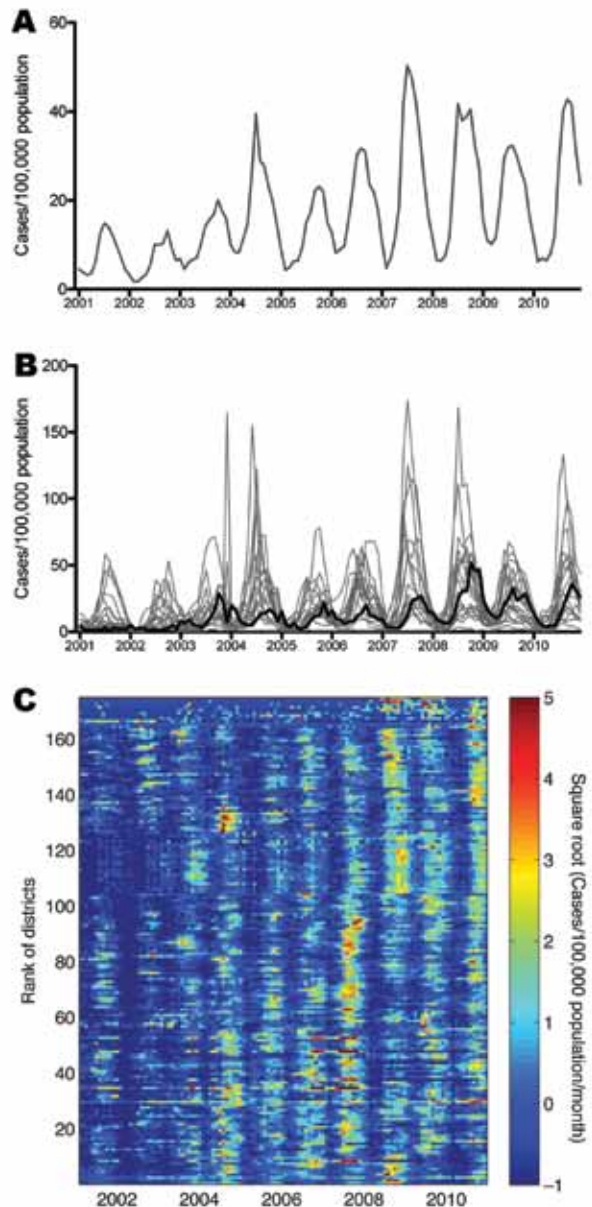 A
60
40
20
0
Cases/100,000 population
2001 2002 2003 2004 2005 2006 2007 2008 2009 2010
B
200
150
100
50
0
Cases/100,000 population
2001 2002 2003 2004 2005 2006 2007 2008 2009 2010
C
160
140
120
100
80
60
40
20
Rank of districts
2002 2004 2006 2008 2010
5
4
3
2
1
0
–1
Square root (Cases/100,000 population/month)